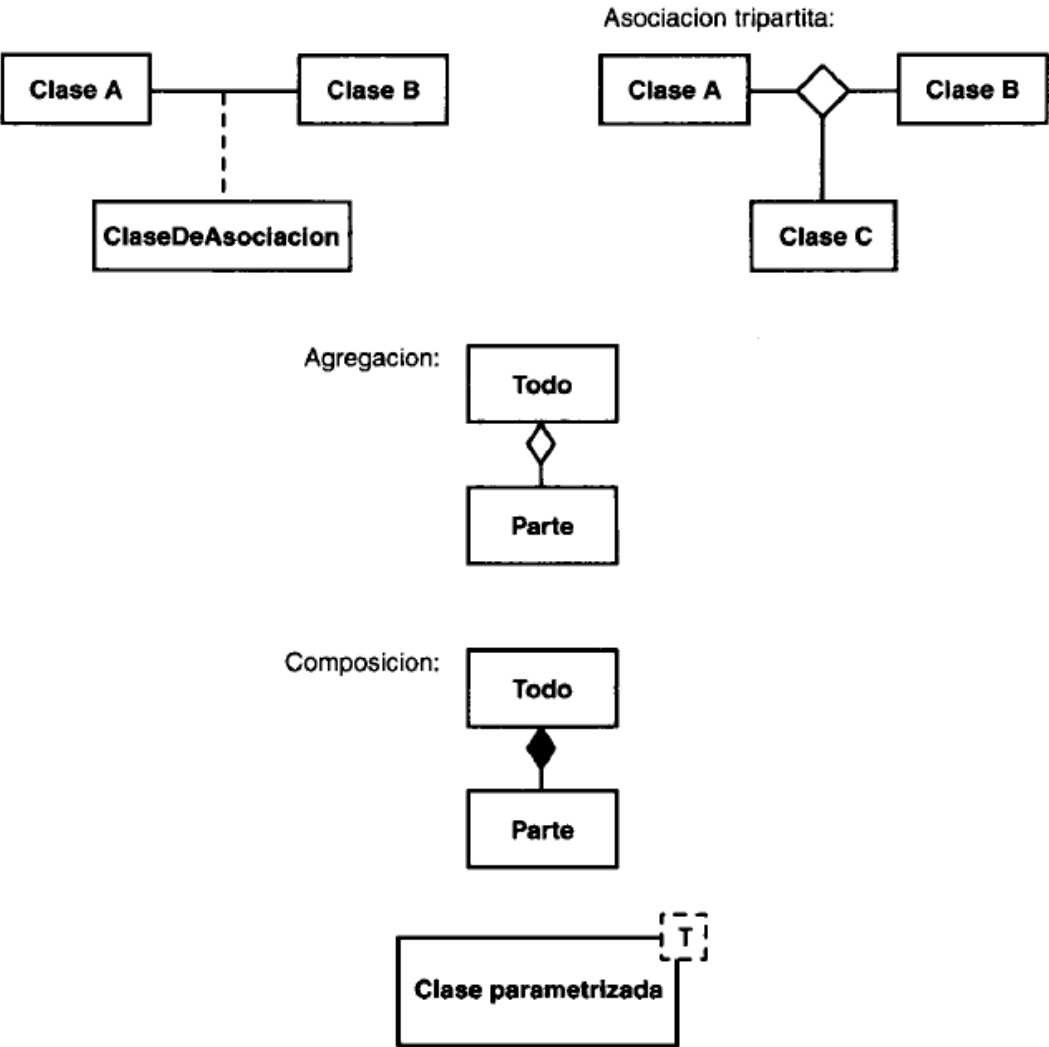 Asociacion tripartita:
Clase A
Clase B
ClaseDeAsociacion
Clase A
Clase B
Clase C
Agregacion:
Todo
Parte
Composicion:
Todo
Parte
T
Clase parametrizada